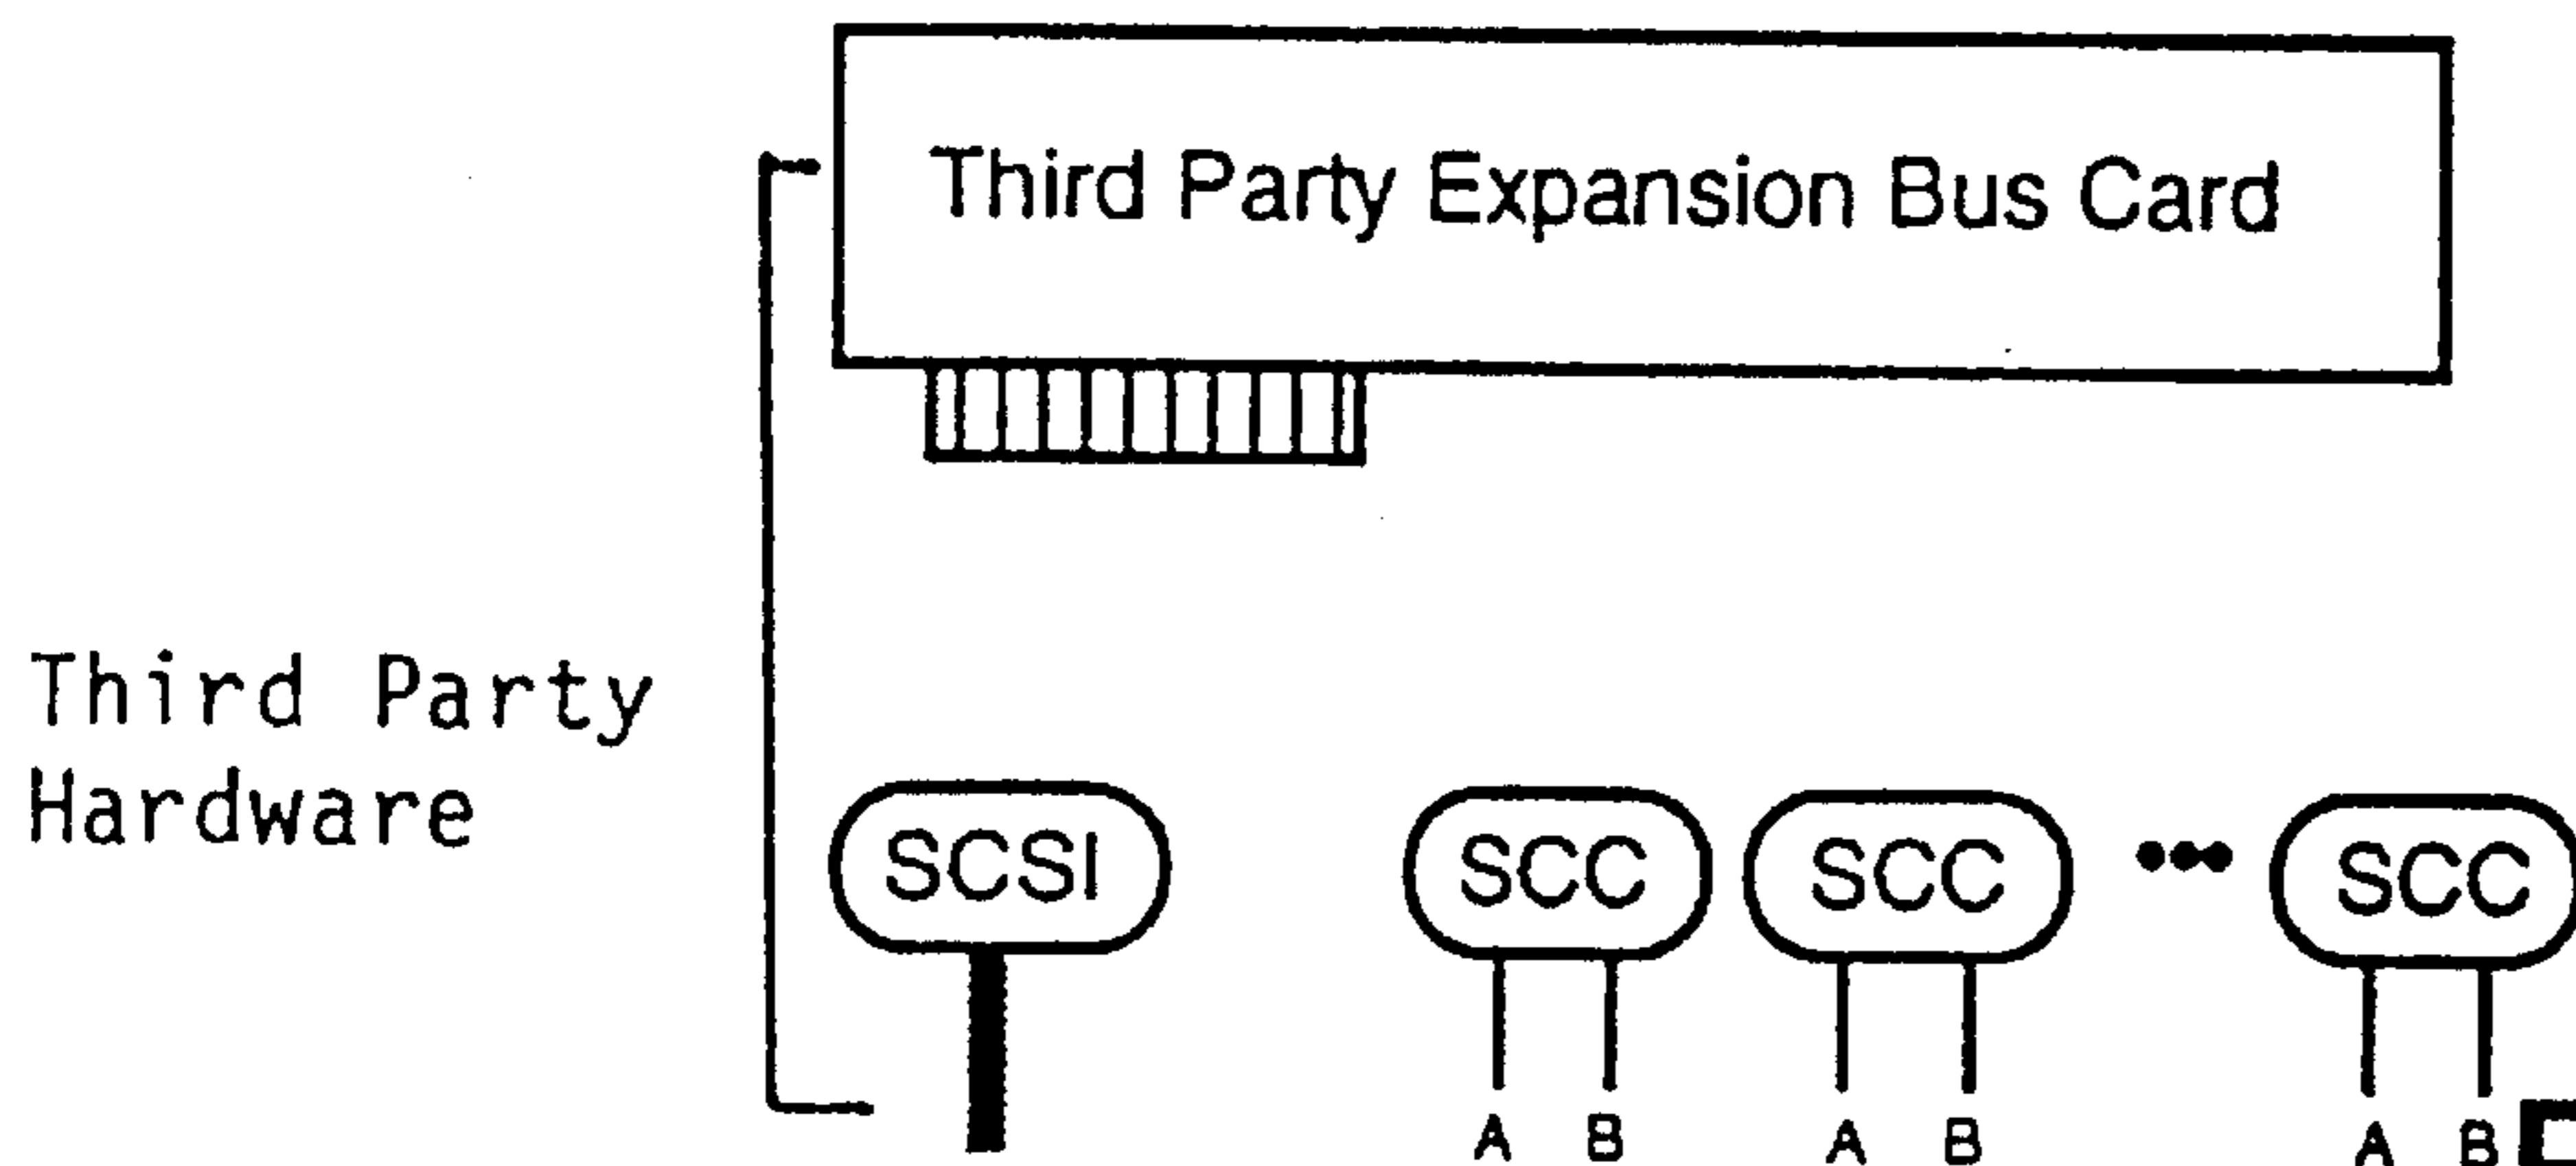 Third Party Expansion Bus Card
Third Party
Hardware
SCSI SCC SCC ••• SCC
A B A B A B